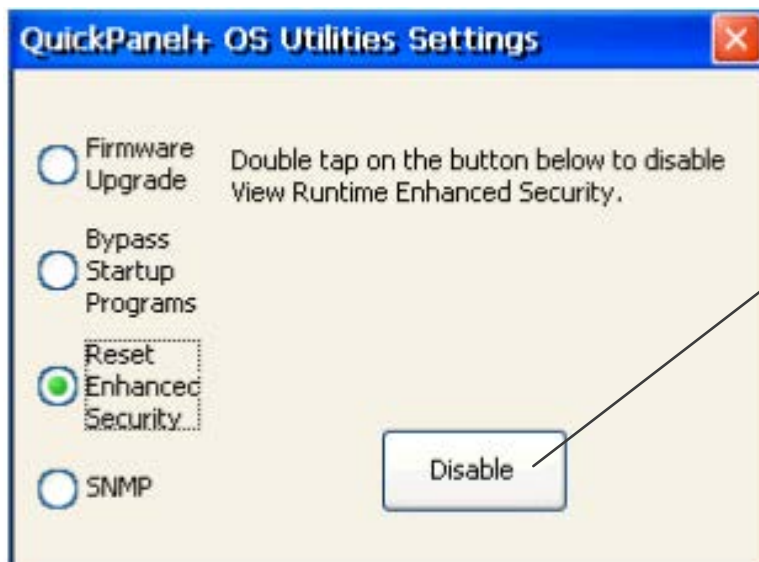 QuickPanel+ OS Utilities Settings
Firmware
Upgrade
Double tap on the button below to disable
View Runtime Enhanced Security.
Bypass
Startup
Programs
Reset
Enhanced
Security
SNMP
Disable